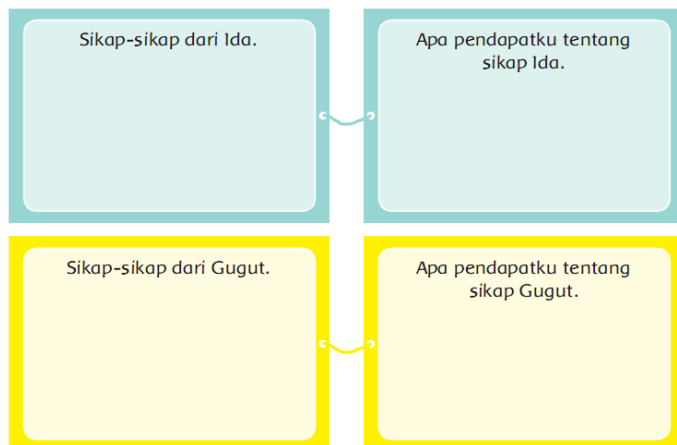 Sikap-sikap dari Ida.
Apa pendapatku tentang
sikap Ida.
Sikap-sikap dari Gugut.
Apa pendapatku tentang
sikap Gugut.